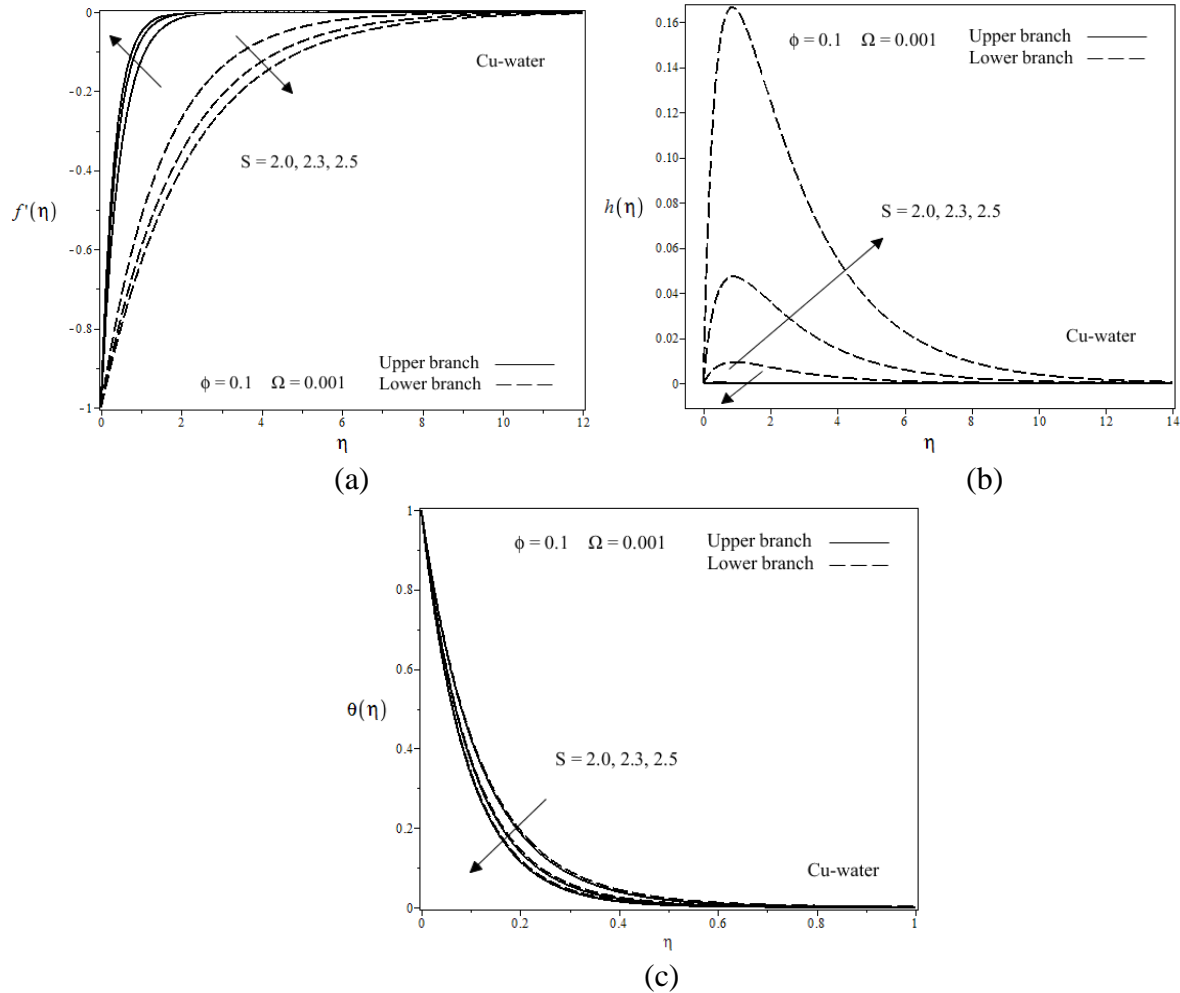 0
-0.2
-0.4
-0.6
-0.8
-1
0 2 4 6 8 10 12
f'(η)
η
Cu-water
S = 2.0, 2.3, 2.5
Upper branch
ϕ = 0.1 Ω = 0.001 Lower branch
(a)
0.16
0.14
0.12
0.10
0.08
0.06
0.04
0.02
0
0 2 4 6 8 10 12 14
h(η)
η
ϕ = 0.1 Ω = 0.001 Upper branch
Lower branch
S = 2.0, 2.3, 2.5
Cu-water
(b)
1
0.8
0.6
0.4
0.2
0
0 0.2 0.4 0.6 0.8 1
θ(η)
η
ϕ = 0.1 Ω = 0.001 Upper branch
Lower branch
S = 2.0, 2.3, 2.5
Cu-water
(c)